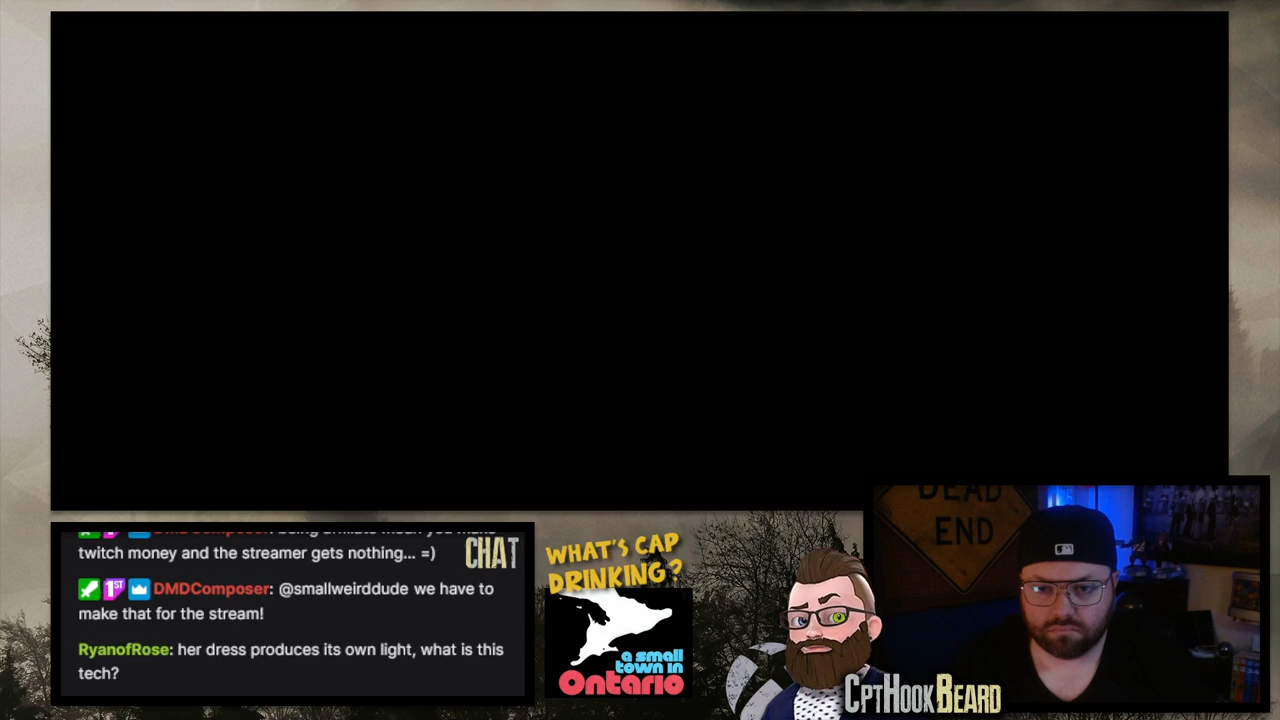 DEAD
END
twitch money and the streamer gets nothing... =)
CHAT
1ST DMDComposer: @smallweirddude we have to
make that for the stream!
RyanofRose: her dress produces its own light, what is this
tech?
WHAT'S CAP
DRINKING?
a small
town in
Ontario
CPTHOOKBEARD